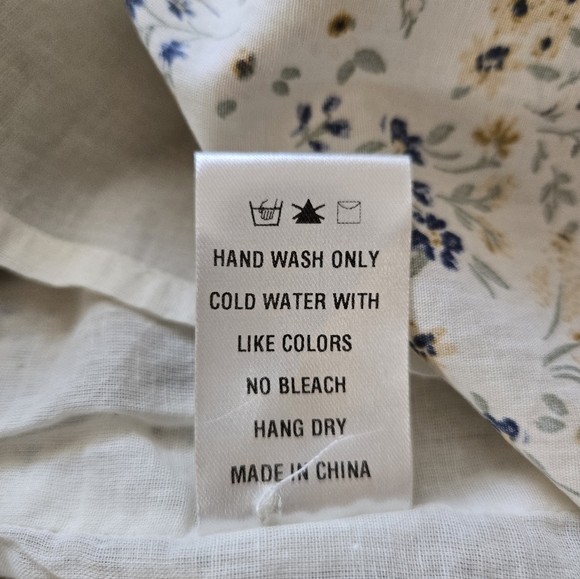 HAND WASH ONLY
COLD WATER WITH
LIKE COLORS
NO BLEACH
HANG DRY
MADE IN CHINA